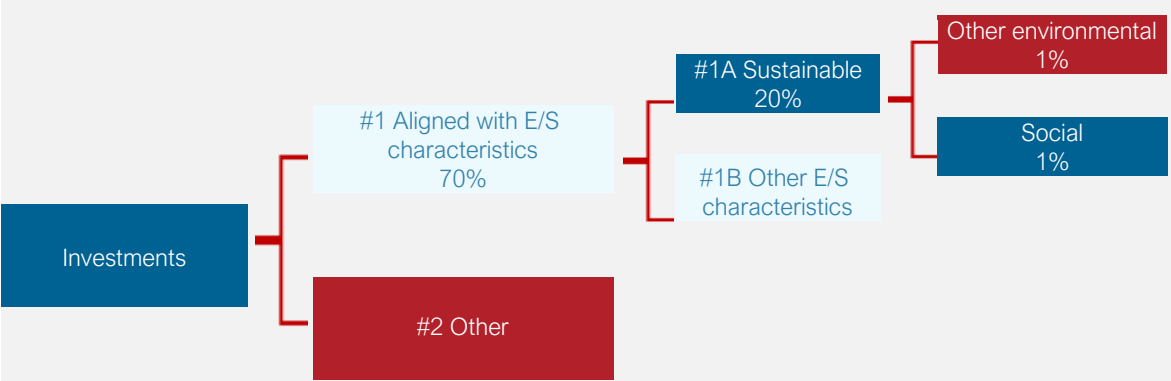 Other environmental
1%
#1A Sustainable
20%
#1 Aligned with E/S
characteristics
70%
Social
1%
#1B Other E/S
characteristics
Investments
#2 Other